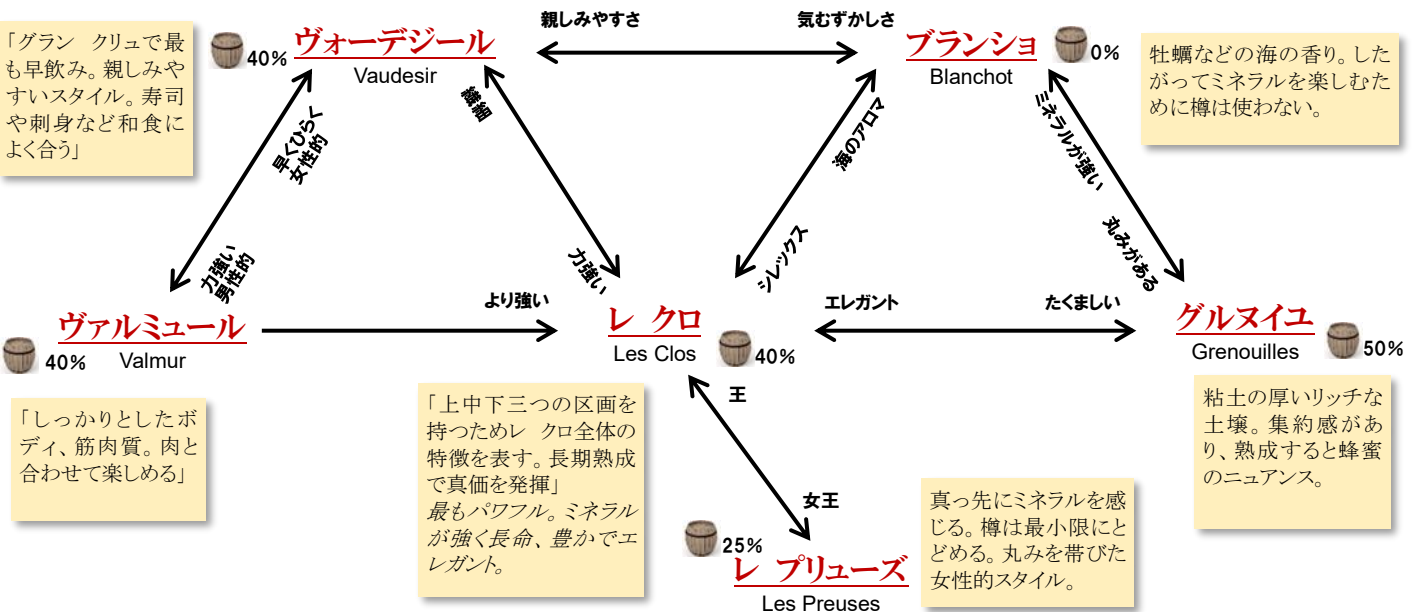 親しみやすさ
気むずかしさ
「グラン クリュで最
も早飲み。親しみや
すいスタイル。寿司
や刺身など和食に
よく合う」
40%
ヴォーデジール
Vaudesir
ブランショ
Blanchot
0%
牡蠣などの海の香り。した
がってミネラルを楽しむた
めに樽は使わない。
早くひらく
女性的
繊細
海のアロマ
ミネラルが強い
力強い
男性的
力強い
シレックス
丸みがある
より強い
エレガント
たくましい
ヴァルミュール
Valmur
40%
レ クロ
Les Clos
40%
グルヌイユ
Grenouilles
50%
「しっかりとしたボ
ディ、筋肉質。肉と
合わせて楽しめる」
「上中下三つの区画を
持つためレ クロ全体の
特徴を表す。長期熟成
で真価を発揮」
最もパワフル。ミネラル
が強く長命、豊かでエ
レガント。
王
女王
粘土の厚いリッチな
土壌。集約感があ
り、熟成すると蜂蜜
のニュアンス。
25%
レ プリューズ
Les Preuses
真っ先にミネラルを感
じる。樽は最小限にと
どめる。丸みを帯びた
女性的スタイル。